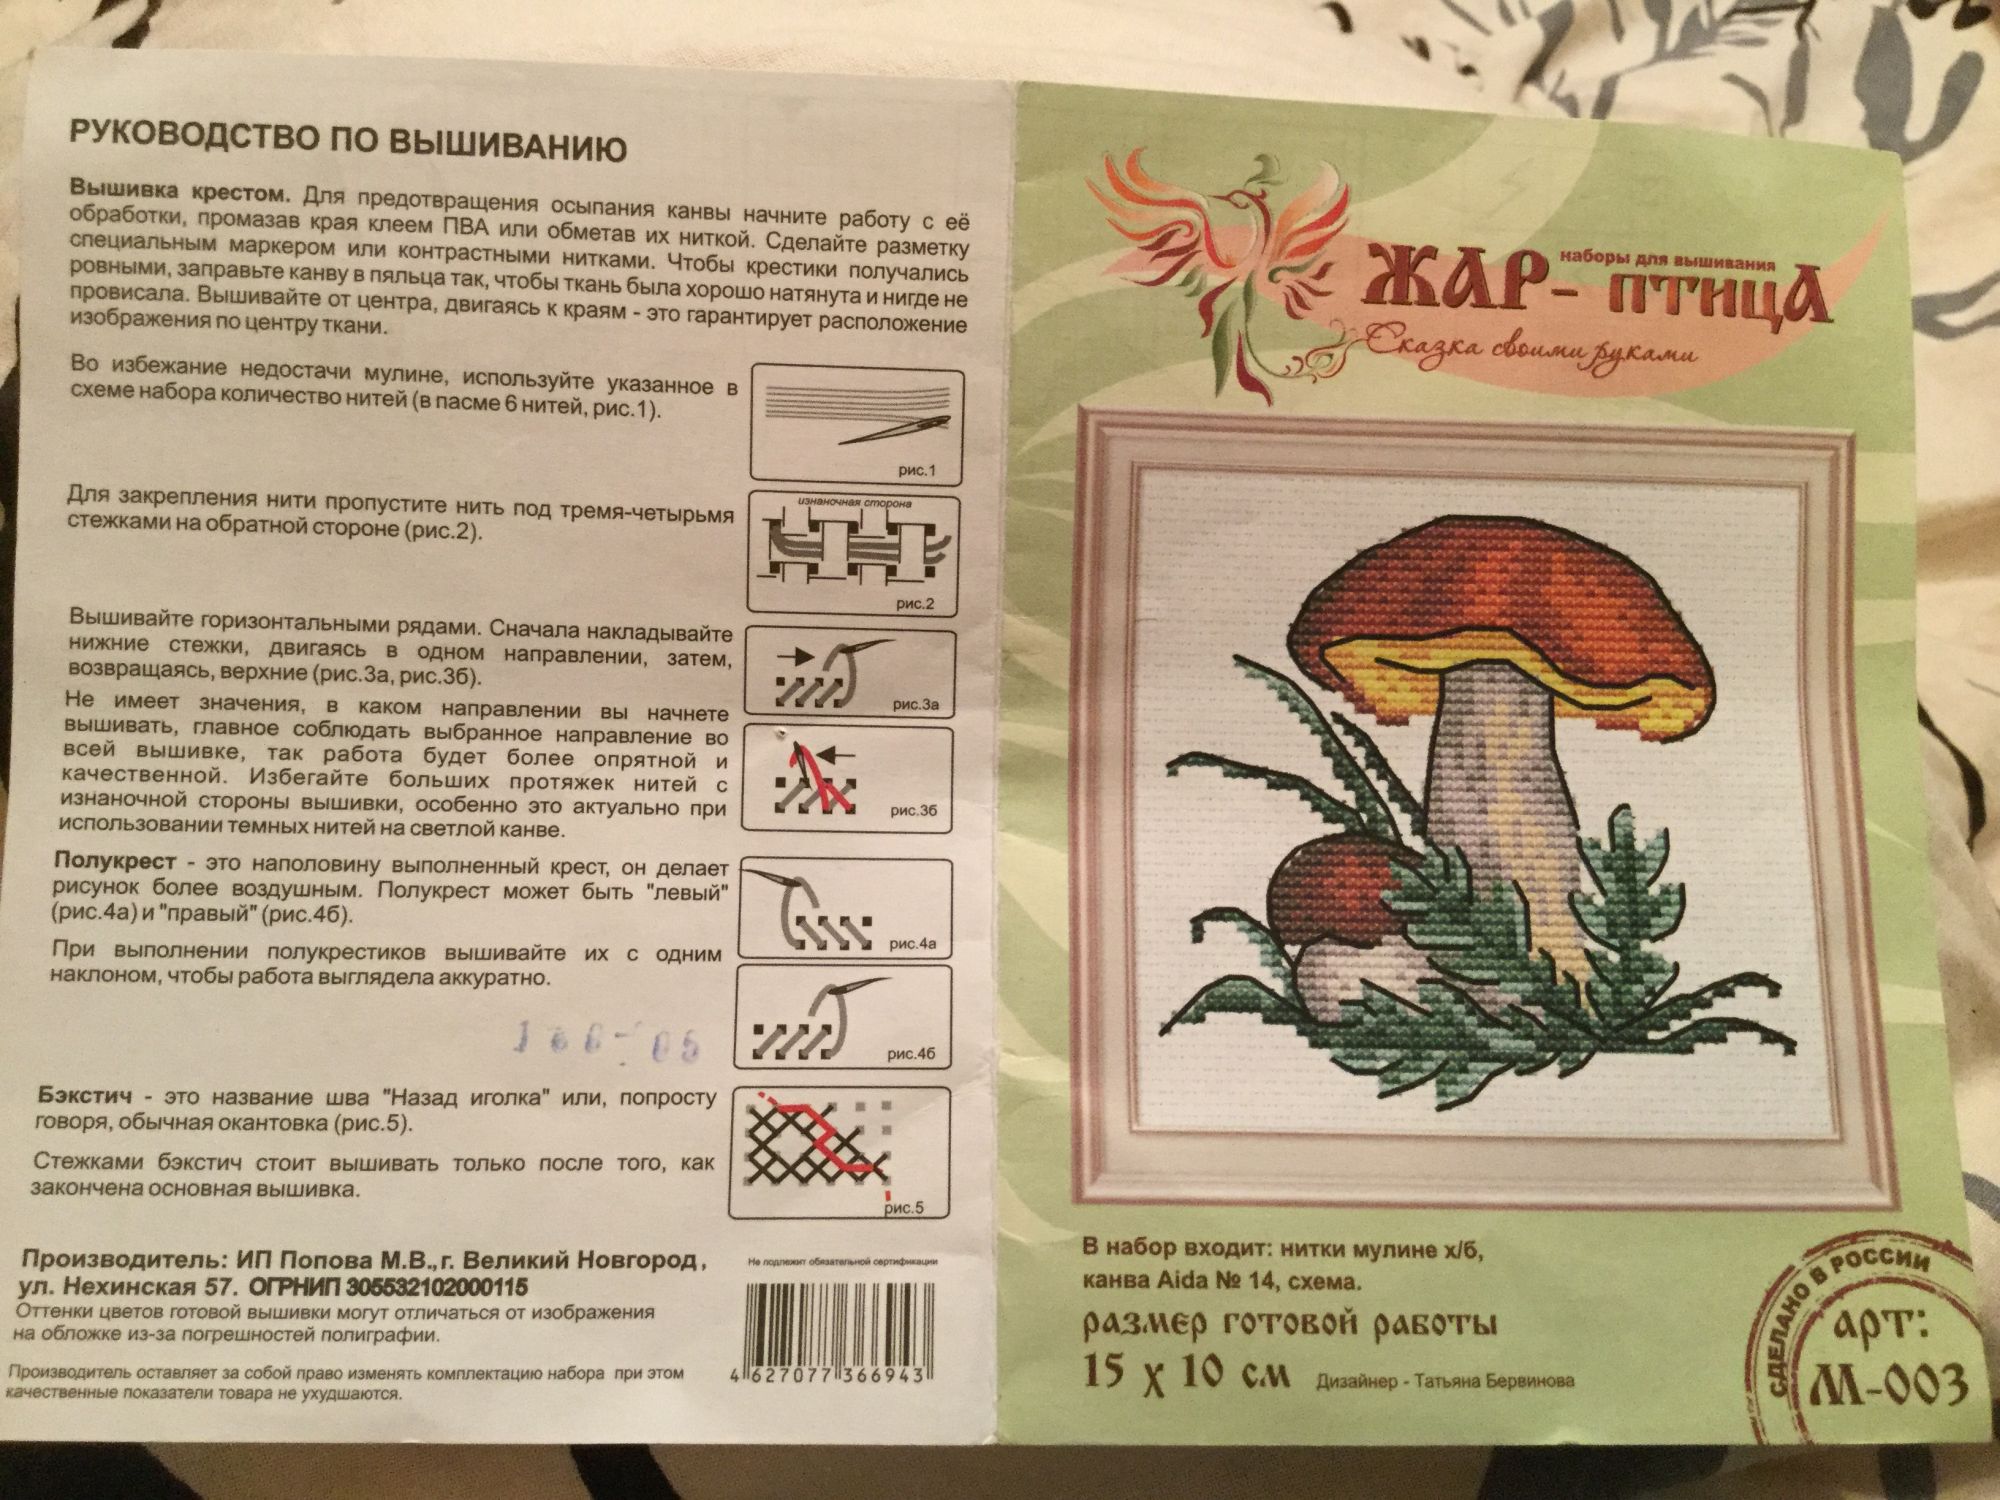 РУКОВОДСТВО ПО ВЫШИВАНИЮ
Вышивка крестом. Для предотвращения осыпания канвы начните работу с её
обработки, промазав края клеем ПВА или обметав их ниткой. Сделайте разметку
специальным маркером или контрастными нитками. Чтобы крестики получались
ровными, заправьте канву в пяльца так, чтобы ткань была хорошо натянута и нигде не
провисала. Вышивайте от центра, двигаясь к краям - это гарантирует расположение
изображения по центру ткани.
Во избежание недостачи мулине, используйте указанное в
схеме набора количество нитей (в пасме 6 нитей, рис.1).
рис.1
Для закрепления нити пропустите нить под тремя-четырьмя
стежками на обратной стороне (рис.2).
изнаночная сторона
рис.2
Вышивайте горизонтальными рядами. Сначала накладывайте
нижние стежки, двигаясь в одном направлении, затем,
возвращаясь, верхние (рис.3а, рис.3б).
рис.3а
Не имеет значения, в каком направлении вы начнете
вышивать, главное соблюдать выбранное направление во
всей вышивке, так работа будет более опрятной и
качественной. Избегайте больших протяжек нитей с
изнаночной стороны вышивки, особенно это актуально при
использовании темных нитей на светлой канве.
рис.3б
Полукрест - это наполовину выполненный крест, он делает
рисунок более воздушным. Полукрест может быть "левый"
(рис.4а) и "правый" (рис.4б).
рис.4а
При выполнении полукрестиков вышивайте их с одним
наклоном, чтобы работа выглядела аккуратно.
рис.4б
Бэкстич - это название шва "Назад иголка" или, попросту
говоря, обычная окантовка (рис.5).
Стежками бэкстич стоит вышивать только после того, как
закончена основная вышивка.
рис.5
Производитель: ИП Попова М.В., г. Великий Новгород,
ул. Нехинская 57. ОГРНИП 305532102000115
Оттенки цветов готовой вышивки могут отличаться от изображения
на обложке из-за погрешностей полиграфии.
Производитель оставляет за собой право изменять комплектацию набора при этом
качественные показатели товара не ухудшаются.
Не подлежит обязательной сертификации
4 627077 366943
наборы для вышивания
ЖАР-ПТИЦА
Сказка своими руками
В набор входит: нитки мулине х/б,
канва Aida № 14, схема.
размер готовой работы
15 х 10 см
Дизайнер - Татьяна Бервинова
СДЕЛАНО В РОССИИ
арт:
М-003